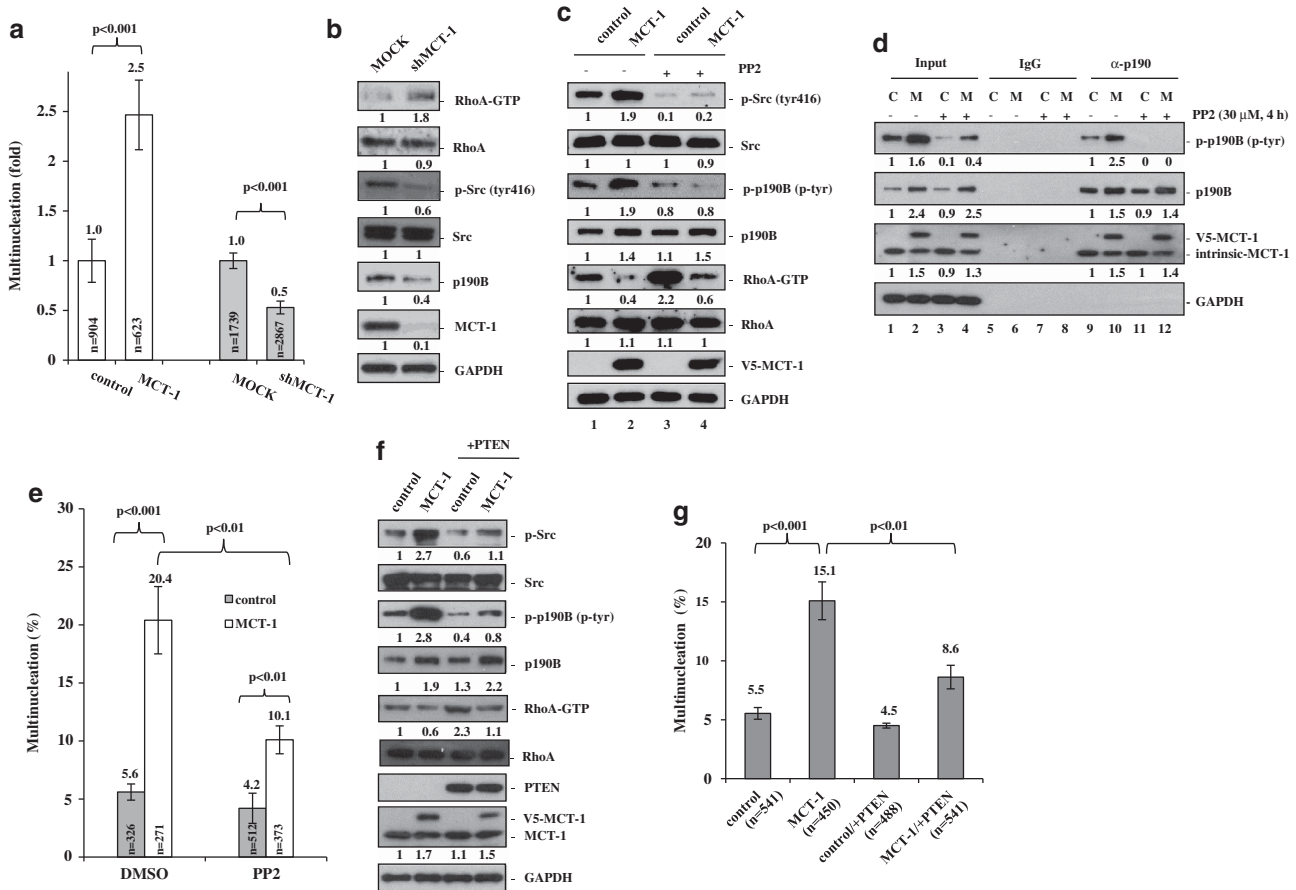 a
p<0.001
2.5
Multinucleation (fold)
2.5
2
1.5
1
0.5
0
1.0
p<0.001
1.0
0.5
n=904
n=623
n=1739
n=2867
control
MCT-1
MOCK
shMCT-1
b
MOCK
shMCT-1
RhoA-GTP
1 1.8
RhoA
1 0.9
p-Src (tyr416)
1 0.6
Src
1 1
p190B
1 0.4
MCT-1
1 0.1
GAPDH
c
control
MCT-1
control
MCT-1
- - + + PP2
p-Src (tyr416)
1 1.9 0.1 0.2
Src
1 1 1 0.9
p-p190B (p-tyr)
1 1.9 0.8 0.8
p190B
1 1.4 1.1 1.5
RhoA-GTP
1 0.4 2.2 0.6
RhoA
1 1.1 1.1 1
V5-MCT-1
GAPDH
1 2 3 4
d
Input IgG α-p190
C M C M C M C M C M C M
- - + + - - + + - - + + PP2 (30 µM, 4 h)
p-p190B (p-tyr)
1 1.6 0.1 0.4 1 2.5 0 0
p190B
1 2.4 0.9 2.5 1 1.5 0.9 1.4
V5-MCT-1
intrinsic-MCT-1
1 1.5 0.9 1.3 1 1.5 1 1.4
GAPDH
1 2 3 4 5 6 7 8 9 10 11 12
e
Multinucleation (%)
30
25
20
15
10
5
0
p<0.001
p<0.01
20.4
control
MCT-1
p<0.01
10.1
5.6
4.2
n=326
n=271
n=512
n=373
DMSO
PP2
f
+PTEN
control
MCT-1
control
MCT-1
p-Src
1 2.7 0.6 1.1
Src
p-p190B (p-tyr)
1 2.8 0.4 0.8
p190B
1 1.9 1.3 2.2
RhoA-GTP
1 0.6 2.3 1.1
RhoA
PTEN
V5-MCT-1
MCT-1
1 1.7 1.1 1.5
GAPDH
g
Multinucleation (%)
20
15
10
5
0
p<0.001
p<0.01
5.5
15.1
4.5
8.6
control
(n=541)
MCT-1
(n=450)
control/+PTEN
(n=488)
MCT-1/+PTEN
(n=541)